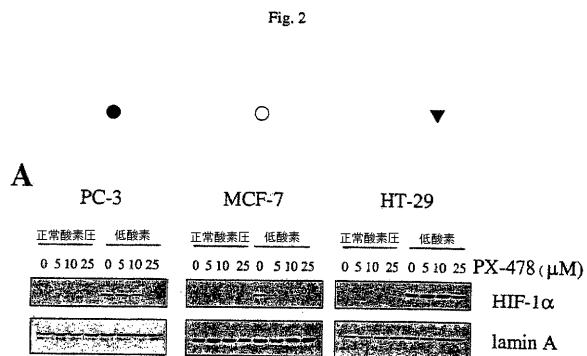 Fig. 2
A
PC-3 MCF-7 HT-29
正常酸素圧 低酸素 正常酸素圧 低酸素 正常酸素圧 低酸素
0 5 10 25 0 5 10 25 0 5 10 25 0 5 10 25 0 5 10 25 0 5 10 25 PX-478 (μM)
HIF-1α
lamin A